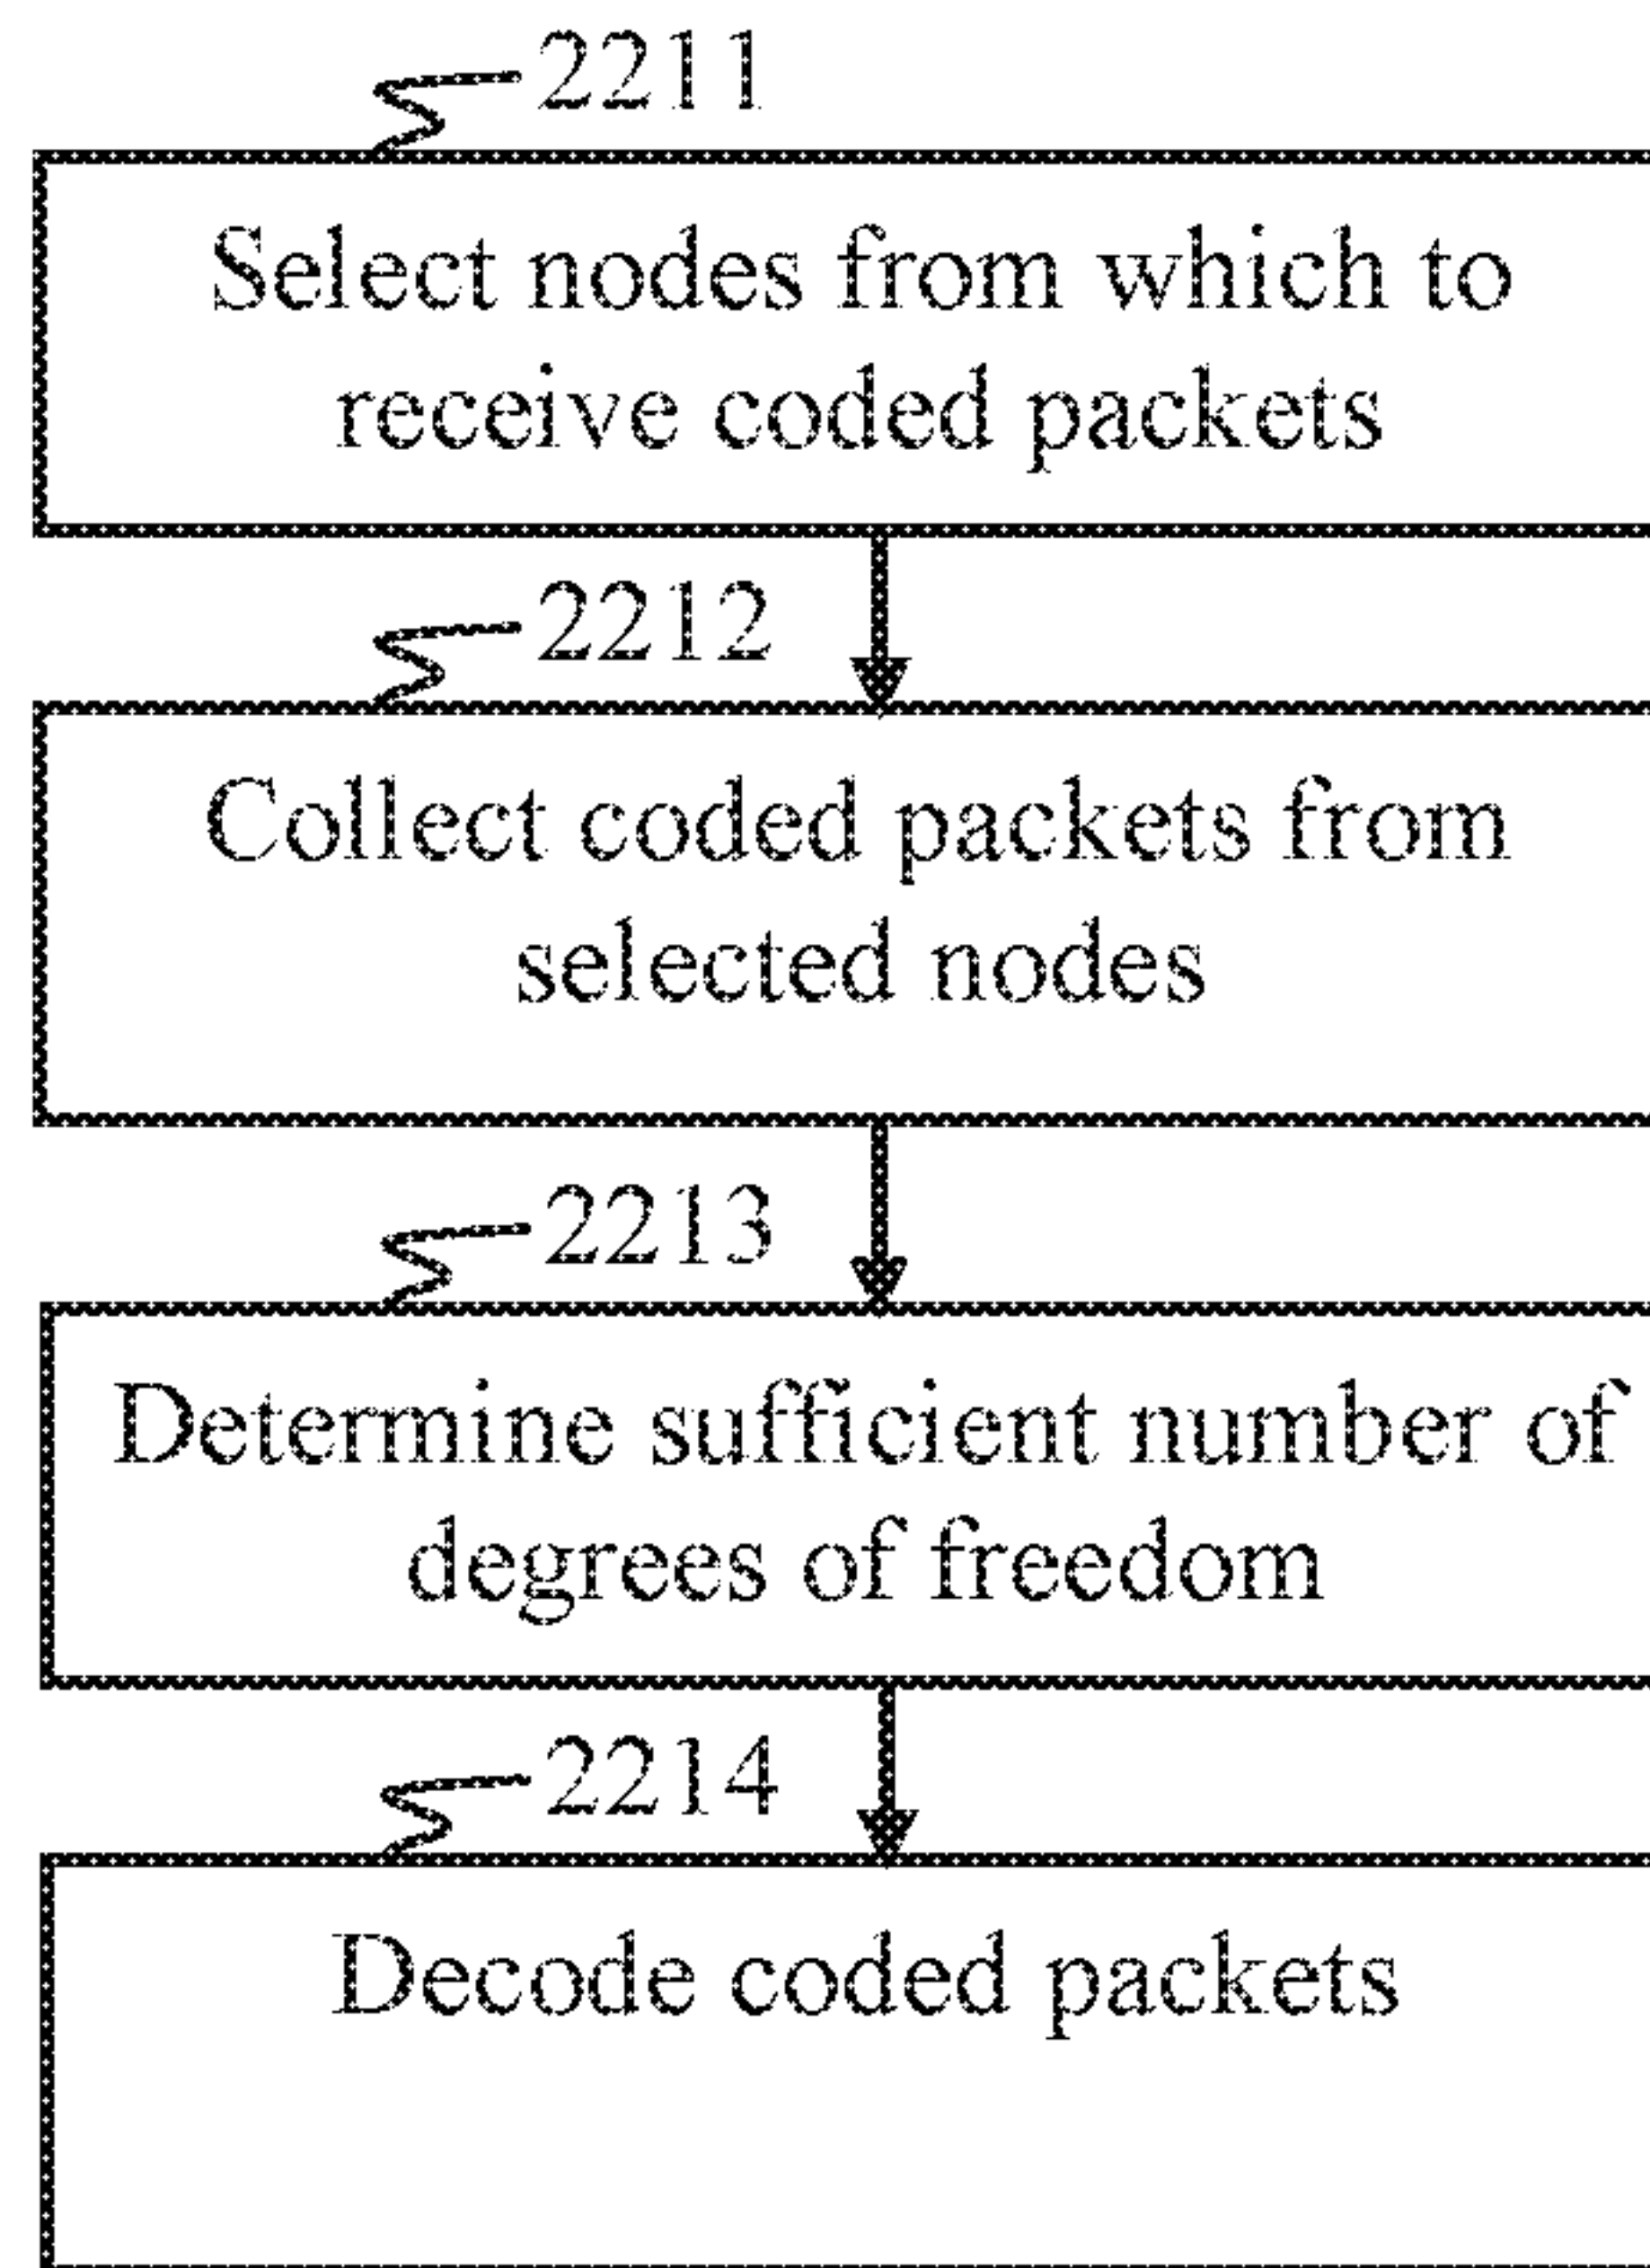 2211
Select nodes from which to
receive coded packets
2212
Collect coded packets from
selected nodes
2213
Determine sufficient number of
degrees of freedom
2214
Decode coded packets